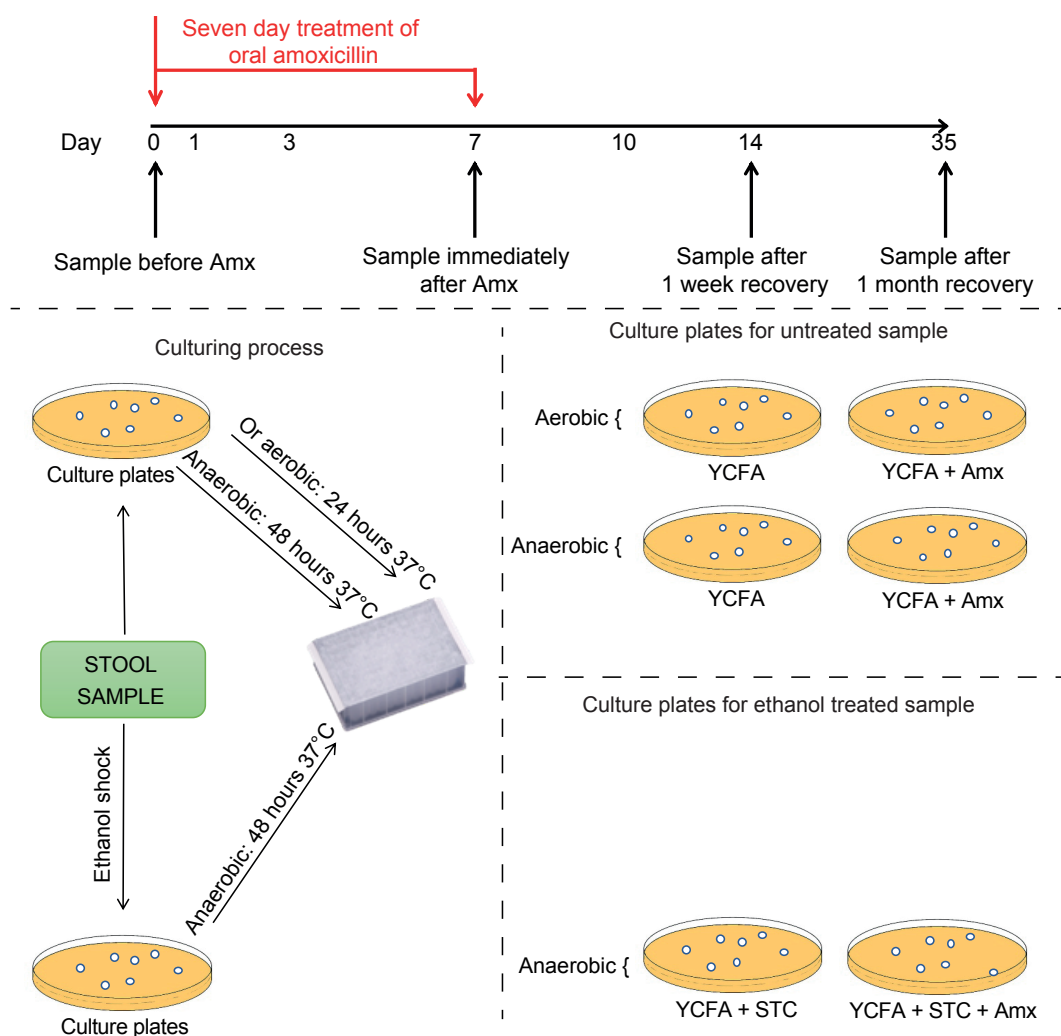 Seven day treatment of
oral amoxicillin
Day 0 1 3 7 10 14 35
Sample before Amx
Sample immediately
after Amx
Sample after
1 week recovery
Sample after
1 month recovery
Culturing process
Culture plates
Or aerobic: 24 hours 37°C
Anaerobic: 48 hours 37°C
STOOL
SAMPLE
Ethanol shock
Anaerobic: 48 hours 37°C
Culture plates
Culture plates for untreated sample
Aerobic {
YCFA
YCFA + Amx
Anaerobic {
YCFA
YCFA + Amx
Culture plates for ethanol treated sample
Anaerobic {
YCFA + STC
YCFA + STC + Amx